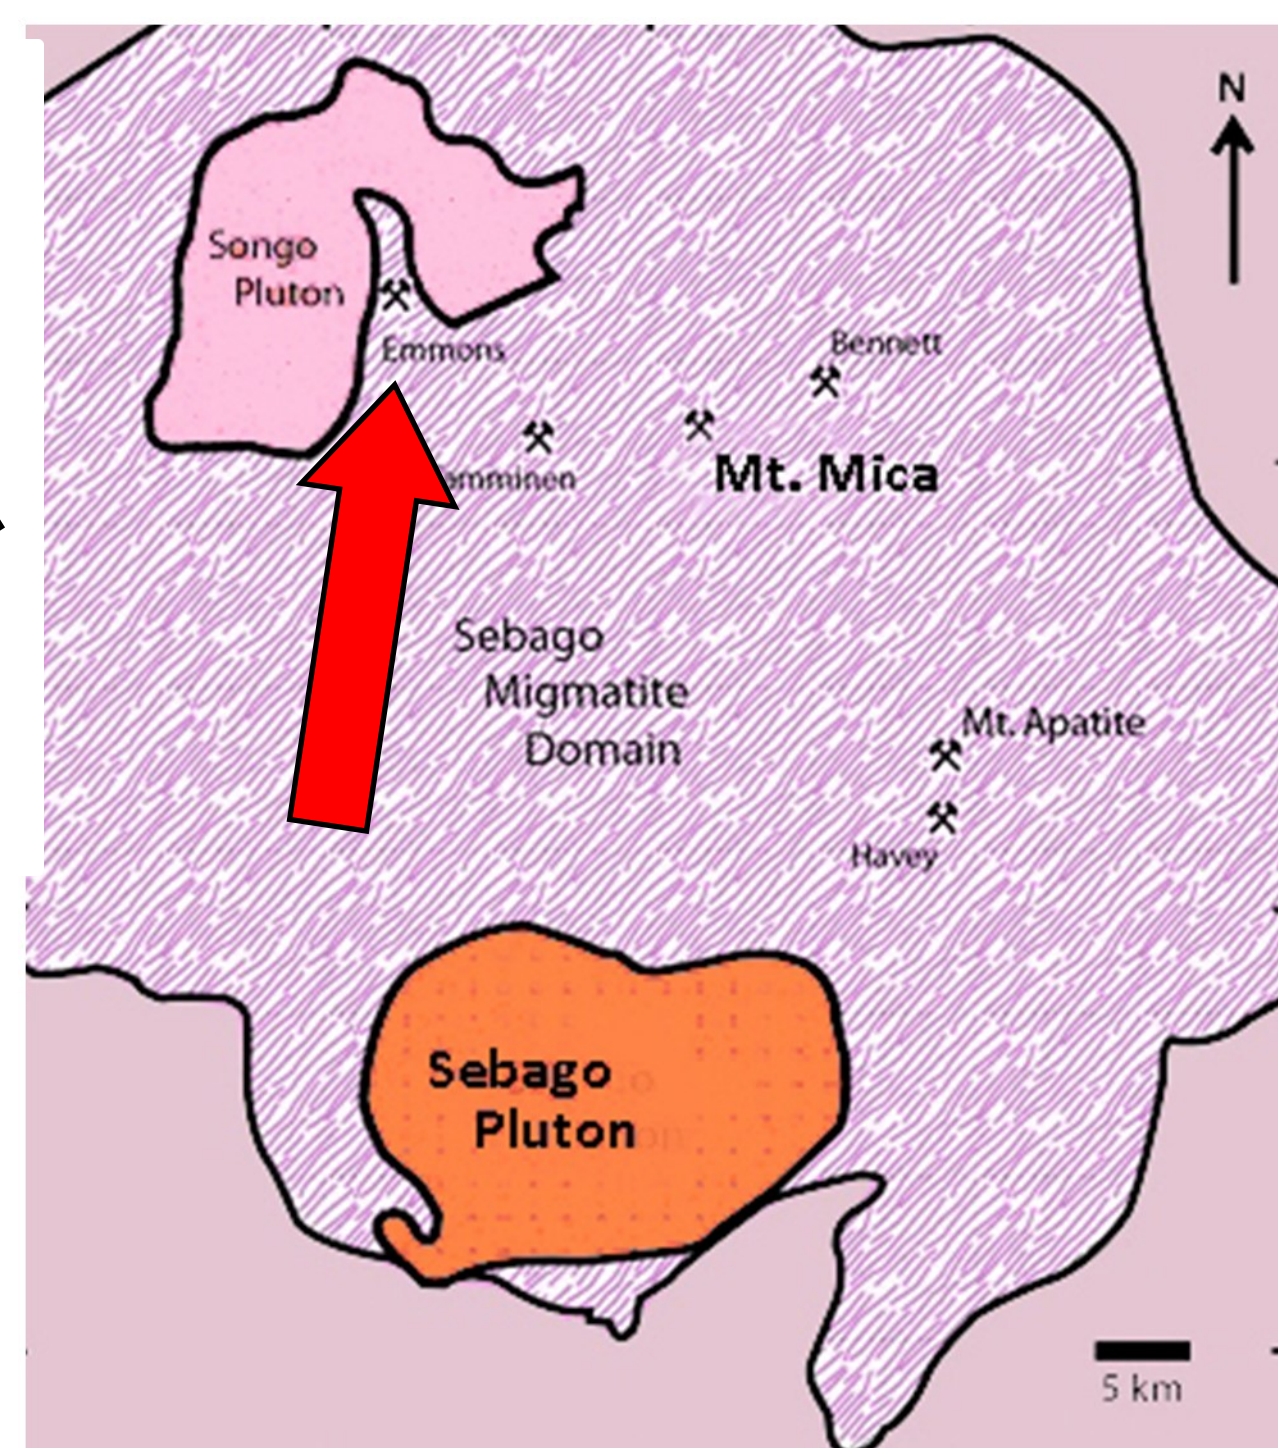 N
Songo
Pluton
Emmons
Bennett
Mt. Mica
Sebago
Migmatite
Domain
Mt. Apatite
Havey
Sebago
Pluton
5 km